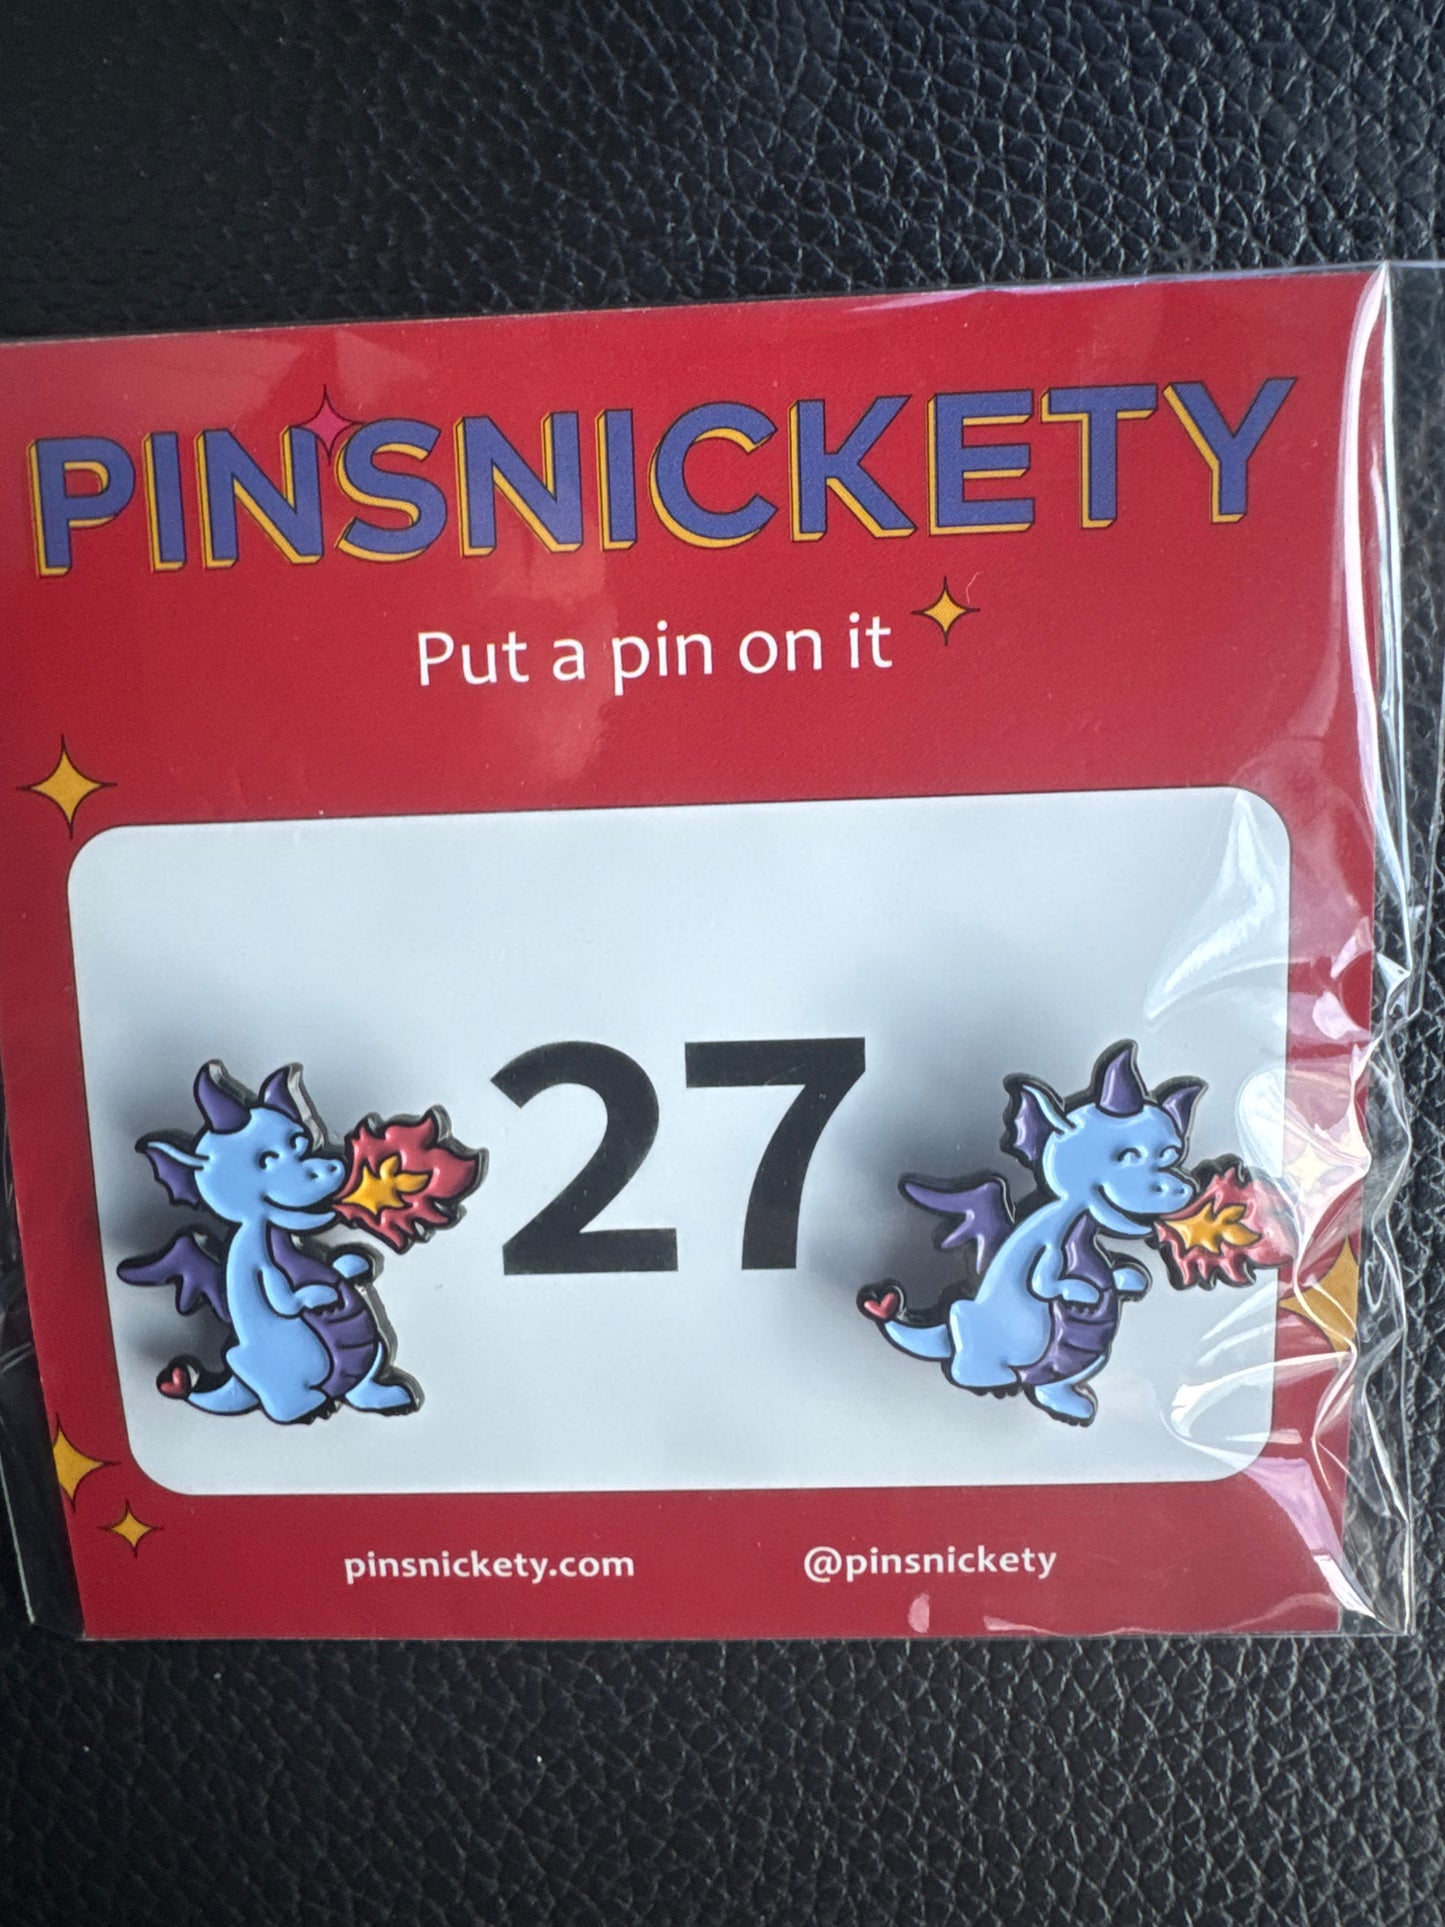 PINSNICKETY
Put a pin on it
27
pinsnickety.com
@pinsnickety